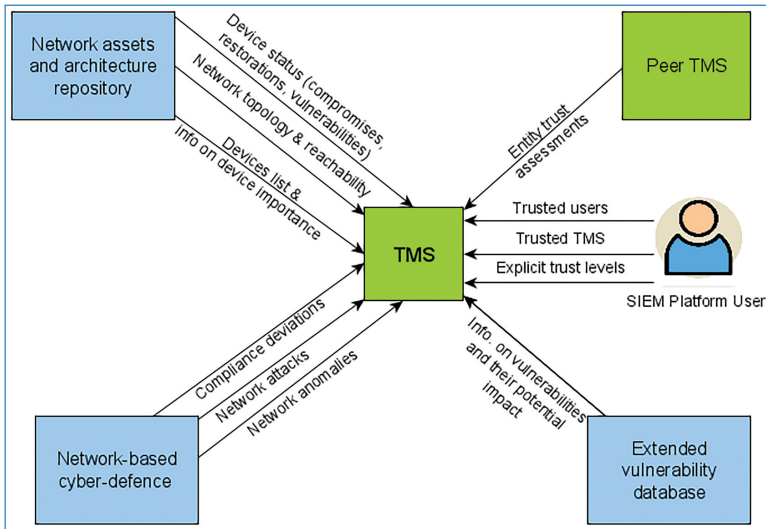 Network assets
and architecture
repository
Device status (compromises,
restorations, vulnerabilities)
Network topology & reachability
Devices list &
info on device importance
Peer TMS
Entity trust
assessments
Trusted users
Trusted TMS
Explicit trust levels
SIEM Platform User
TMS
Compliance deviations
Network attacks
Network anomalies
Info. on vulnerabilities
and their potential
impact
Network-based
cyber-defence
Extended
vulnerability
database